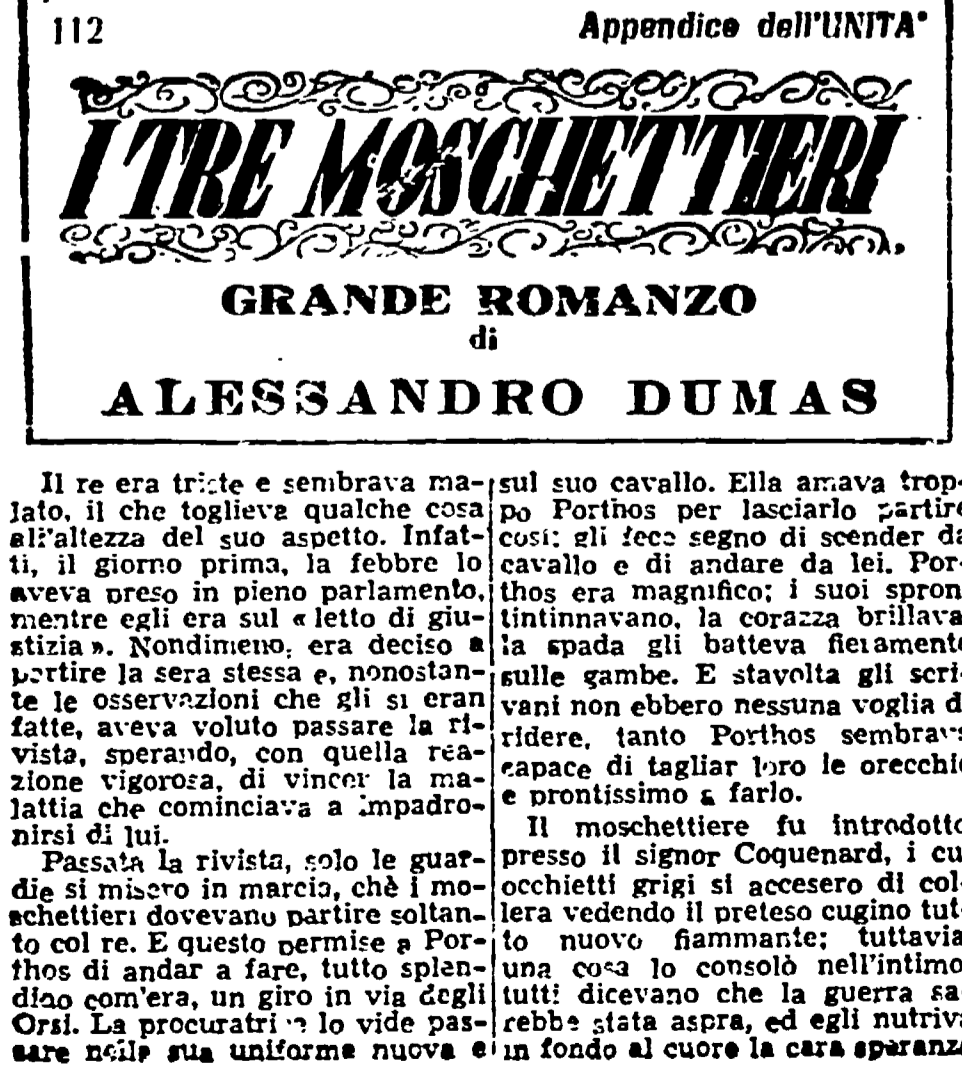 112
Appendice dell'UNITA'
I TRE MOSCHETTIERI
GRANDE ROMANZO
di
ALESSANDRO DUMAS
Il re era triste e sembrava ma-
lato, il che toglieva qualche cosa
all'altezza del suo aspetto. Infat-
ti, il giorno prima, la febbre lo
aveva preso in pieno parlamento,
mentre egli era sul « letto di giu-
stizia ». Nondimeno, era deciso a
partire la sera stessa e, nonostan-
te le osservazioni che gli si eran
fatte, aveva voluto passare la ri-
vista, sperando, con quella rea-
zione vigorosa, di vincer la ma-
lattia che cominciava a impadro-
nirsi di lui.
Passata la rivista, solo le guar-
die si misero in marcia, chè i mo-
schettieri dovevano partire soltan-
to col re. E questo permise a Por-
thos di andar a fare, tutto splen-
dido com'era, un giro in via degli
Orsi. La procuratrice lo vide pas-
sare nella sua uniforme nuova e
sul suo cavallo. Ella amava trop-
po Porthos per lasciarlo partire
così: gli fece segno di scender da
cavallo e di andare da lei. Por-
thos era magnifico; i suoi spron
tintinnavano, la corazza brillava
la spada gli batteva fieramente
sulle gambe. E stavolta gli scri-
vani non ebbero nessuna voglia d
ridere, tanto Porthos sembrava
capace di tagliar loro le orecchie
e prontissimo a farlo.
Il moschettiere fu introdotto
presso il signor Coquenard, i cu
occhietti grigi si accesero di col-
lera vedendo il preteso cugino tut-
to nuovo fiammante; tuttavia
una cosa lo consolò nell'intimo
tutti dicevano che la guerra sa-
rebbe stata aspra, ed egli nutriva
in fondo al cuore la cara speranza